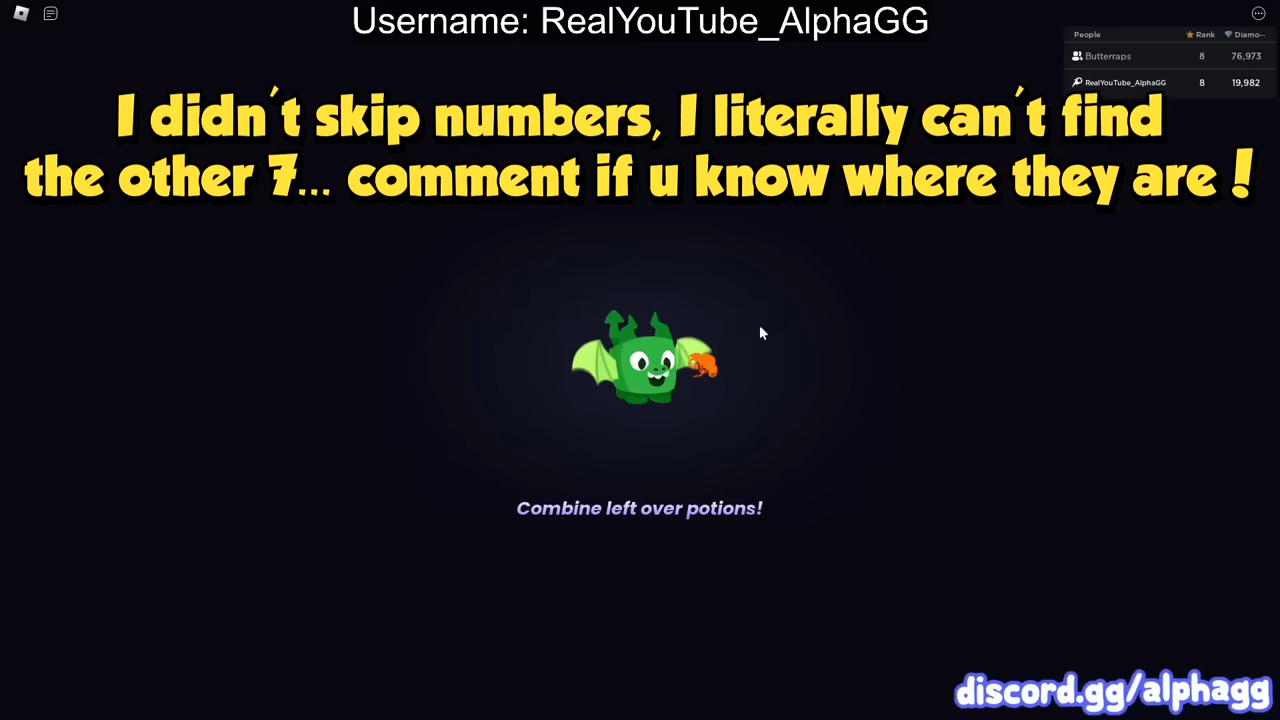 Username: RealYouTube_AlphaGG
People Rank Diamo···
Butterraps 8 76,973
RealYouTube_AlphaGG 8 19,982
I didn't skip numbers, I literally can't find
the other 7... comment if u know where they are!
Combine left over potions!
discord.gg/alphagg